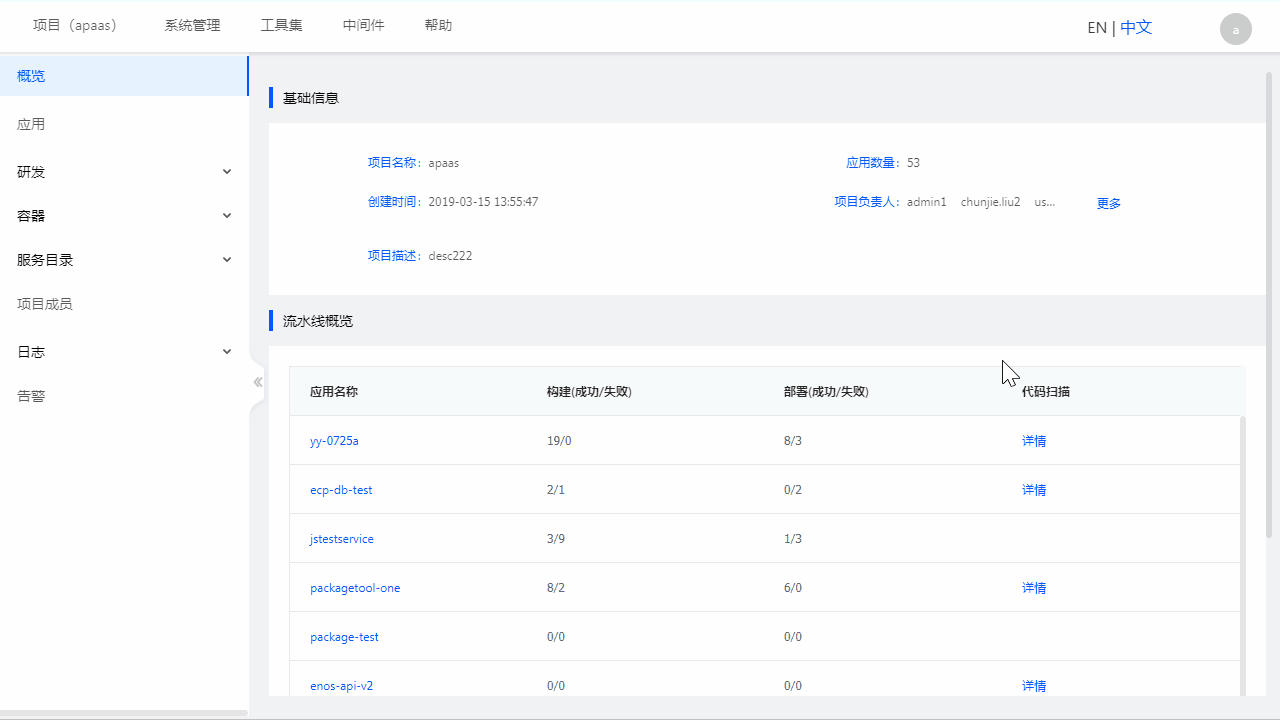 项目（apaas） 系统管理 工具集 中间件 帮助 EN | 中文 a
概览
应用
研发
容器
服务目录
项目成员
日志
告警
基础信息
项目名称： apaas 应用数量： 53
创建时间： 2019-03-15 13:55:47 项目负责人： admin1 chunjie.liu2 us... 更多
项目描述： desc222
流水线概览
应用名称 构建(成功/失败) 部署(成功/失败) 代码扫描
yy-0725a 19/0 8/3 详情
ecp-db-test 2/1 0/2 详情
jstestservice 3/9 1/3
packagetool-one 8/2 6/0 详情
package-test 0/0 0/0
enos-api-v2 0/0 0/0 详情